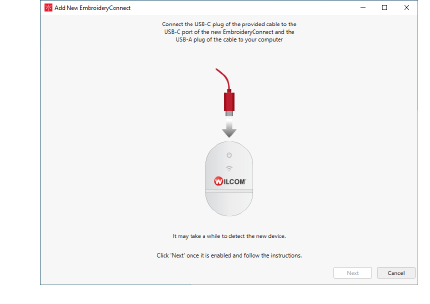 Add New EmbroideryConnect
Connect the USB-C plug of the provided cable to the
USB-C port of the new EmbroideryConnect and the
USB-A plug of the cable to your computer
WILCOM
It may take a while to detect the new device.
Click 'Next' once it is enabled and follow the instructions.
Next
Cancel